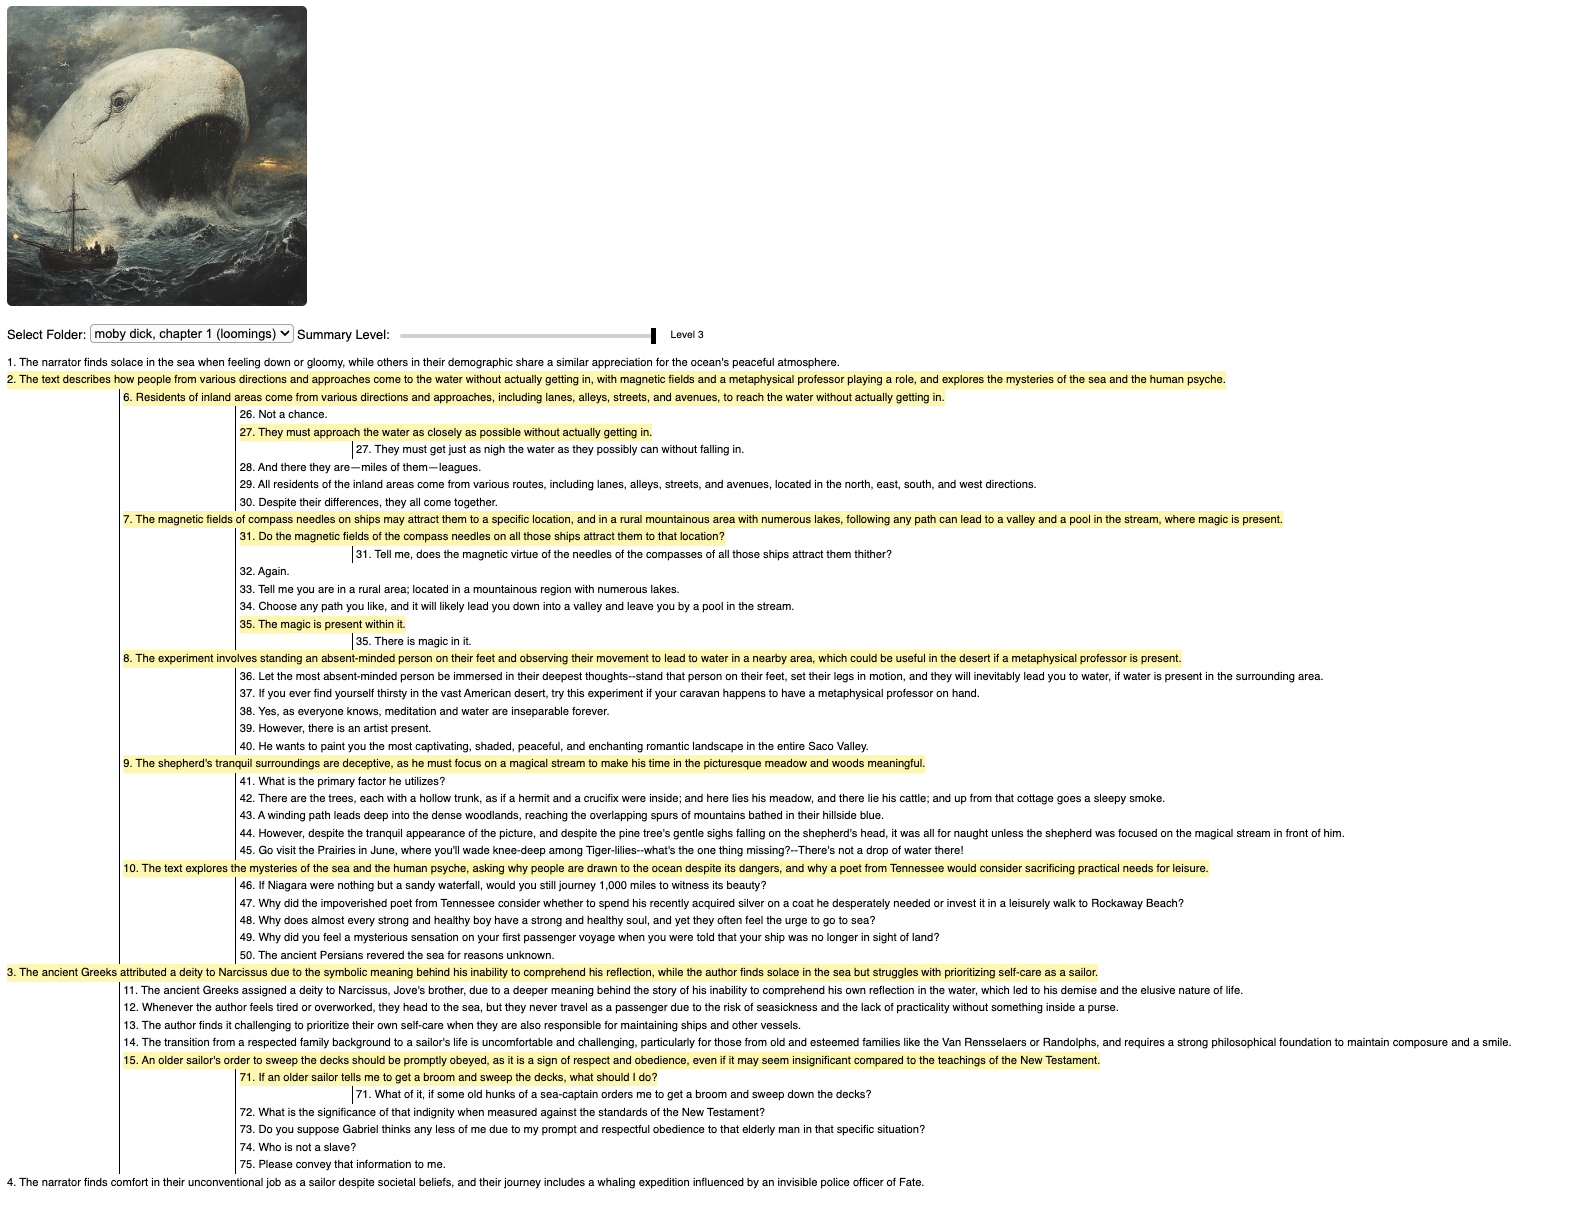 Select Folder: moby dick, chapter 1 (loomings) Summary Level: Level 3
1. The narrator finds solace in the sea when feeling down or gloomy, while others in their demographic share a similar appreciation for the ocean's peaceful atmosphere.
2. The text describes how people from various directions and approaches come to the water without actually getting in, with magnetic fields and a metaphysical professor playing a role, and explores the mysteries of the sea and the human psyche.
6. Residents of inland areas come from various directions and approaches, including lanes, alleys, streets, and avenues, to reach the water without actually getting in.
26. Not a chance.
27. They must approach the water as closely as possible without actually getting in.
27. They must get just as nigh the water as they possibly can without falling in.
28. And there they are—miles of them—leagues.
29. All residents of the inland areas come from various routes, including lanes, alleys, streets, and avenues, located in the north, east, south, and west directions.
30. Despite their differences, they all come together.
7. The magnetic fields of compass needles on ships may attract them to a specific location, and in a rural mountainous area with numerous lakes, following any path can lead to a valley and a pool in the stream, where magic is present.
31. Do the magnetic fields of the compass needles on all those ships attract them to that location?
31. Tell me, does the magnetic virtue of the needles of the compasses of all those ships attract them thither?
32. Again.
33. Tell me you are in a rural area; located in a mountainous region with numerous lakes.
34. Choose any path you like, and it will likely lead you down into a valley and leave you by a pool in the stream.
35. The magic is present within it.
35. There is magic in it.
8. The experiment involves standing an absent-minded person on their feet and observing their movement to lead to water in a nearby area, which could be useful in the desert if a metaphysical professor is present.
36. Let the most absent-minded person be immersed in their deepest thoughts--stand that person on their feet, set their legs in motion, and they will inevitably lead you to water, if water is present in the surrounding area.
37. If you ever find yourself thirsty in the vast American desert, try this experiment if your caravan happens to have a metaphysical professor on hand.
38. Yes, as everyone knows, meditation and water are inseparable forever.
39. However, there is an artist present.
40. He wants to paint you the most captivating, shaded, peaceful, and enchanting romantic landscape in the entire Saco Valley.
9. The shepherd's tranquil surroundings are deceptive, as he must focus on a magical stream to make his time in the picturesque meadow and woods meaningful.
41. What is the primary factor he utilizes?
42. There are the trees, each with a hollow trunk, as if a hermit and a crucifix were inside; and here lies his meadow, and there lie his cattle; and up from that cottage goes a sleepy smoke.
43. A winding path leads deep into the dense woodlands, reaching the overlapping spurs of mountains bathed in their hillside blue.
44. However, despite the tranquil appearance of the picture, and despite the pine tree's gentle sighs falling on the shepherd's head, it was all for naught unless the shepherd was focused on the magical stream in front of him.
45. Go visit the Prairies in June, where you'll wade knee-deep among Tiger-lilies--what's the one thing missing?--There's not a drop of water there!
10. The text explores the mysteries of the sea and the human psyche, asking why people are drawn to the ocean despite its dangers, and why a poet from Tennessee would consider sacrificing practical needs for leisure.
46. If Niagara were nothing but a sandy waterfall, would you still journey 1,000 miles to witness its beauty?
47. Why did the impoverished poet from Tennessee consider whether to spend his recently acquired silver on a coat he desperately needed or invest it in a leisurely walk to Rockaway Beach?
48. Why does almost every strong and healthy boy have a strong and healthy soul, and yet they often feel the urge to go to sea?
49. Why did you feel a mysterious sensation on your first passenger voyage when you were told that your ship was no longer in sight of land?
50. The ancient Persians revered the sea for reasons unknown.
3. The ancient Greeks attributed a deity to Narcissus due to the symbolic meaning behind his inability to comprehend his reflection, while the author finds solace in the sea but struggles with prioritizing self-care as a sailor.
11. The ancient Greeks assigned a deity to Narcissus, Jove's brother, due to a deeper meaning behind the story of his inability to comprehend his own reflection in the water, which led to his demise and the elusive nature of life.
12. Whenever the author feels tired or overworked, they head to the sea, but they never travel as a passenger due to the risk of seasickness and the lack of practicality without something inside a purse.
13. The author finds it challenging to prioritize their own self-care when they are also responsible for maintaining ships and other vessels.
14. The transition from a respected family background to a sailor's life is uncomfortable and challenging, particularly for those from old and esteemed families like the Van Rensselaers or Randolphs, and requires a strong philosophical foundation to maintain composure and a smile.
15. An older sailor's order to sweep the decks should be promptly obeyed, as it is a sign of respect and obedience, even if it may seem insignificant compared to the teachings of the New Testament.
71. If an older sailor tells me to get a broom and sweep the decks, what should I do?
71. What of it, if some old hunks of a sea-captain orders me to get a broom and sweep down the decks?
72. What is the significance of that indignity when measured against the standards of the New Testament?
73. Do you suppose Gabriel thinks any less of me due to my prompt and respectful obedience to that elderly man in that specific situation?
74. Who is not a slave?
75. Please convey that information to me.
4. The narrator finds comfort in their unconventional job as a sailor despite societal beliefs, and their journey includes a whaling expedition influenced by an invisible police officer of Fate.